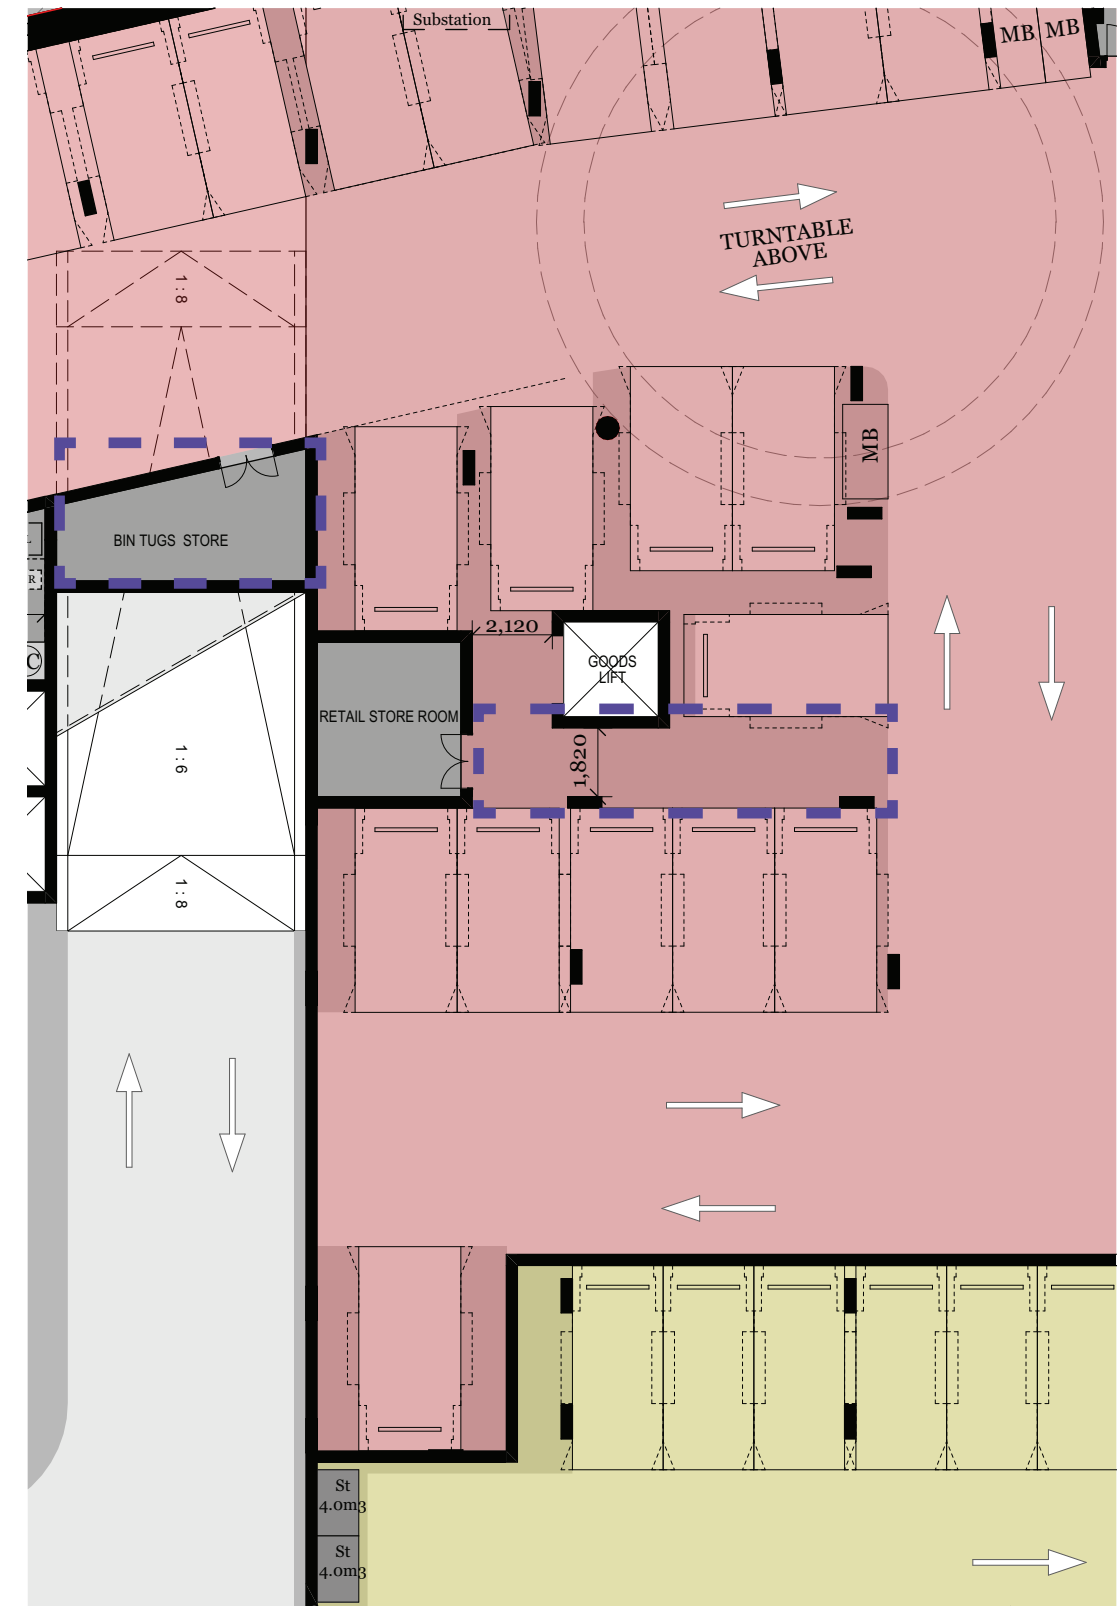 Substation
MB MB
TURNTABLE
ABOVE
1:8
MB
BIN TUGS STORE
R
C
2,120
GOODS
LIFT
RETAIL STORE ROOM
1,820
1:6
1:8
St
4.0m3
St
4.0m3